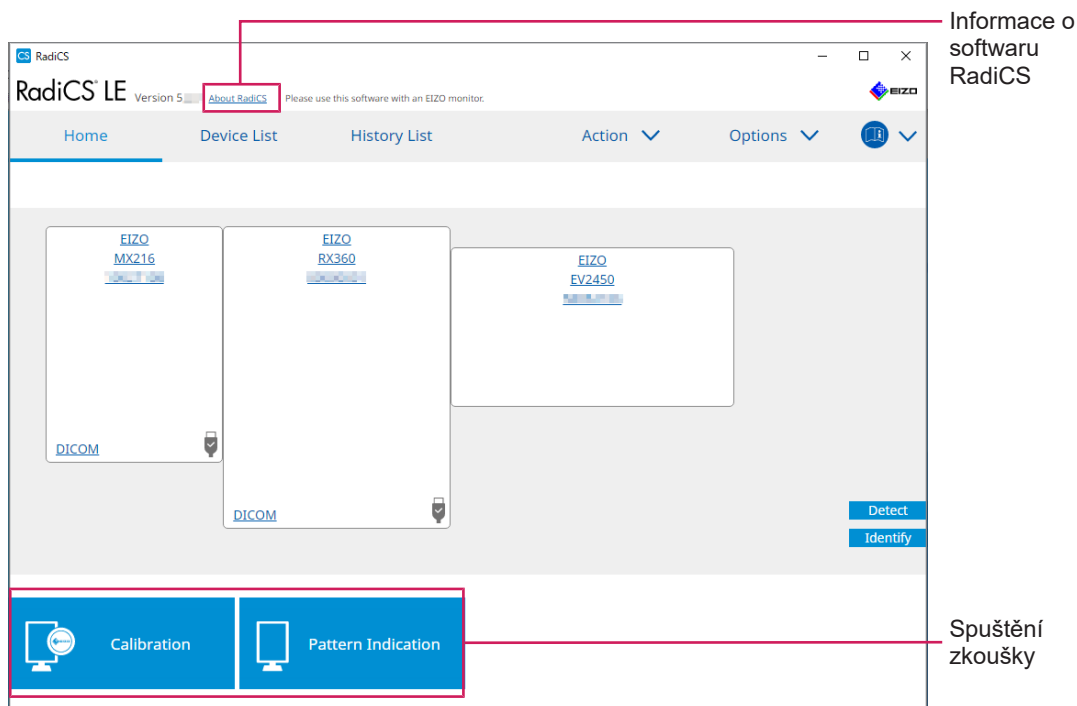 Informace o
softwaru
RadiCS
CS RadiCS
RadiCS® LE Version 5 About RadiCS Please use this software with an EIZO monitor. EIZO
Home Device List History List Action Options
EIZO
MX216
EIZO
RX360
EIZO
EV2450
DICOM
DICOM
Detect
Identify
Calibration Pattern Indication
Spuštění
zkoušky